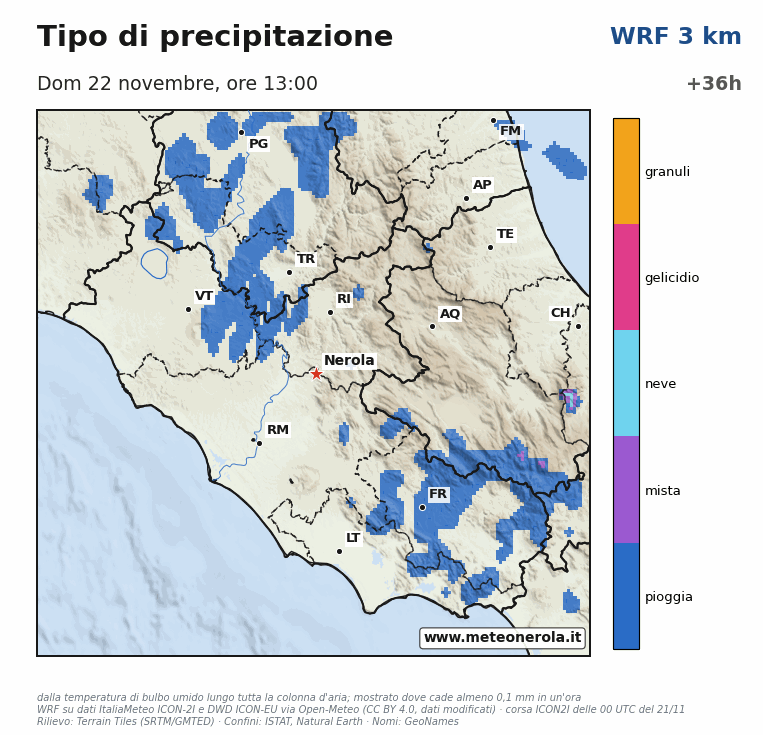 Tipo di precipitazione
WRF 3 km
Dom 22 novembre, ore 13:00
+36h
FM
PG
granuli
AP
TE
TR
gelicidio
VT
RI
AQ
CH
Nerola
neve
RM
FR
mista
LT
pioggia
www.meteonerola.it
dalla temperatura di bulbo umido lungo tutta la colonna d'aria; mostrato dove cade almeno 0,1 mm in un'ora
WRF su dati ItaliaMeteo ICON-2I e DWD ICON-EU via Open-Meteo (CC BY 4.0, dati modificati) · corsa ICON2I delle 00 UTC del 21/11
Rilievo: Terrain Tiles (SRTM/GMTED) · Confini: ISTAT, Natural Earth · Nomi: GeoNames